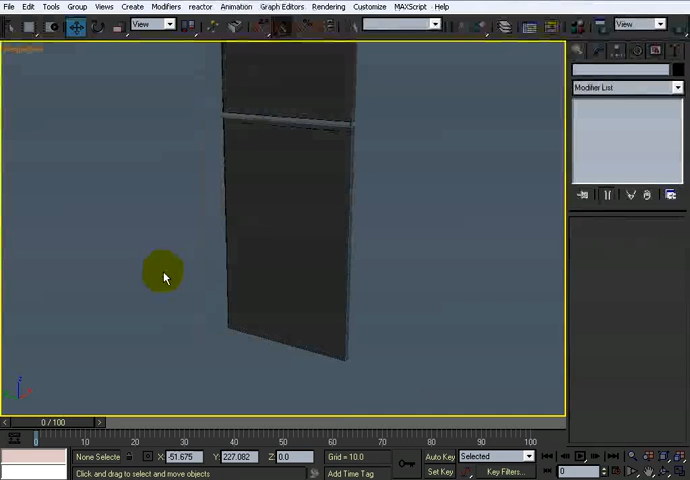 File Edit Tools Group Views Create Modifiers reactor Animation Graph Editors Rendering Customize MAXScript Help
View View
Modifier List
0 / 100
0 10 20 30 40 50 60 70 80 90 100
None Selecte X: -51.675 Y: 227.082 Z: 0.0 Grid = 10.0 Auto Key Selected
Click and drag to select and move objects Add Time Tag Set Key Key Filters... 0